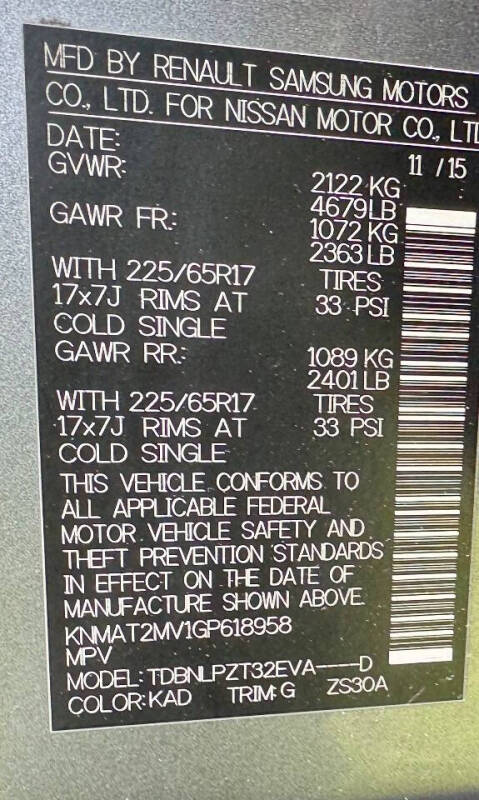 MFD BY RENAULT SAMSUNG MOTORS
CO., LTD. FOR NISSAN MOTOR CO., LTD
DATE: 11 / 15
GVWR: 2122 KG
4679 LB
GAWR FR.: 1072 KG
2363 LB
WITH 225/65R17 TIRES
17x7J RIMS AT 33 PSI
COLD SINGLE
GAWR RR.: 1089 KG
2401 LB
WITH 225/65R17 TIRES
17x7J RIMS AT 33 PSI
COLD SINGLE
THIS VEHICLE CONFORMS TO
ALL APPLICABLE FEDERAL
MOTOR VEHICLE SAFETY AND
THEFT PREVENTION STANDARDS
IN EFFECT ON THE DATE OF
MANUFACTURE SHOWN ABOVE.
KNMAT2MV1GP618958
MPV
MODEL: TDBNLPZT32EVA----D
COLOR: KAD TRIM: G ZS30A